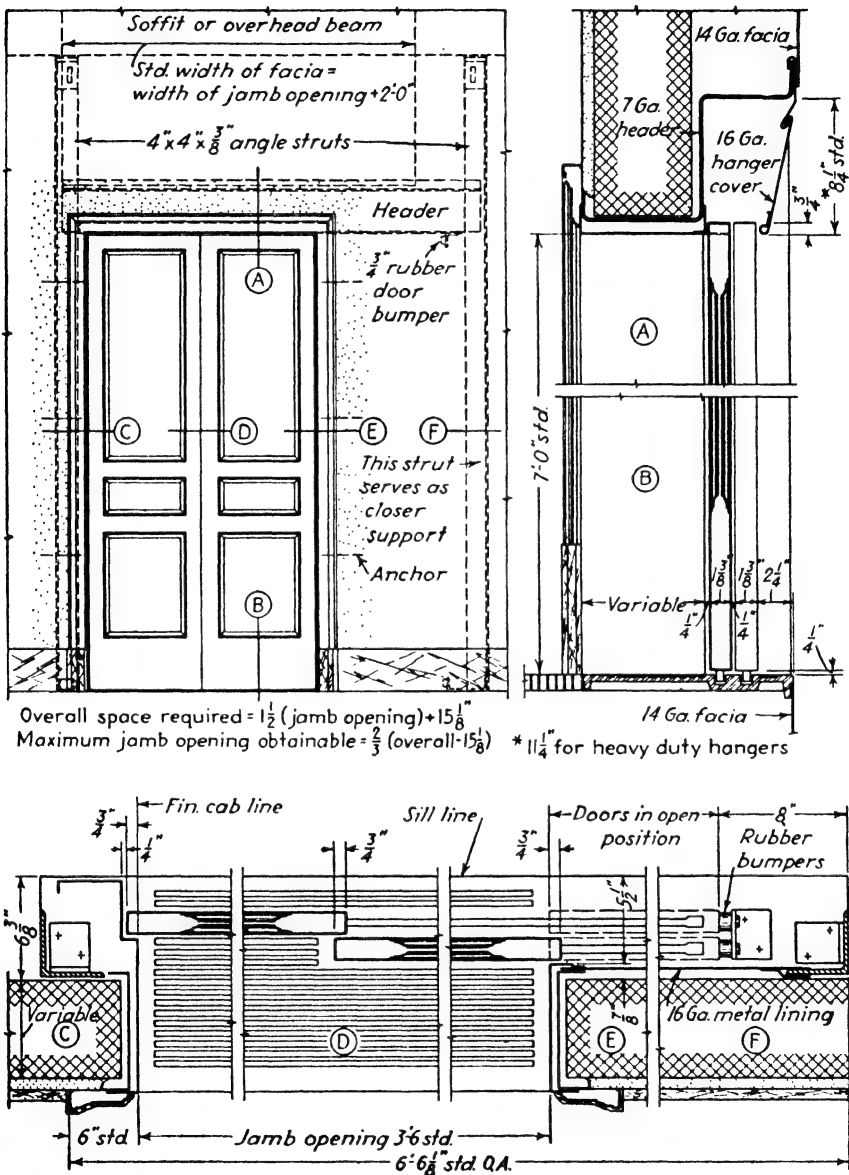 Soffit or overhead beam
Std. width of facia =
width of jamb opening + 2'-0"
4" x 4" x 3/8" angle struts
Header
3/4" rubber
door
bumper
A
C
D
E
F
This strut
serves as
closer
support
Anchor
B
14 Ga. facia
7 Ga.
header
16 Ga.
hanger
cover
* 8 1/4" std.
3/4"
A
7'-0" std.
B
1 3/8"
1 3/8"
2 1/4"
Variable
1/4"
1/4"
1/4"
14 Ga. facia
Overall space required = 1 1/2 (jamb opening) + 15 1/8"
Maximum jamb opening obtainable = 2/3 (overall - 15 1/8)
* 11 1/4" for heavy duty hangers
3/4"
Fin. cab line
1/4"
Sill line
3/4"
3/4"
Doors in open
position
8"
Rubber
bumpers
6 3/8"
5 1/2"
Variable
C
D
7/8"
16 Ga. metal lining
E
F
6" std.
Jamb opening 3'-6 std.
6'-6 1/8" std. O.A.